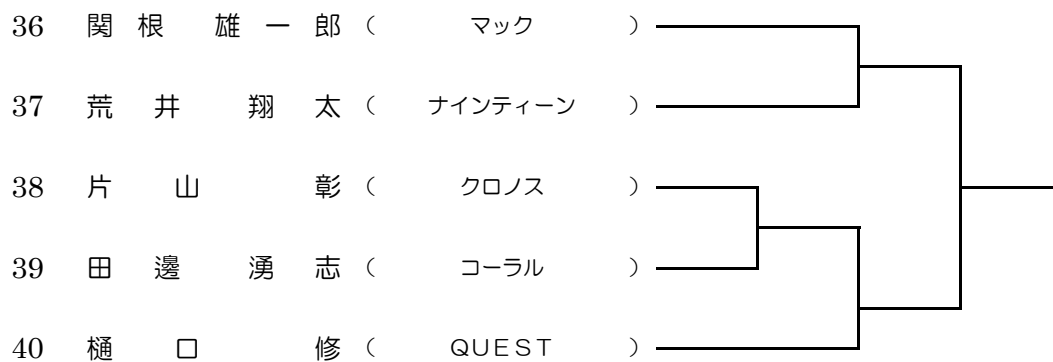 36 関根 雄一郎 ( マック )
37 荒井 翔太 ( ナインティーン )
38 片山 彰 ( クロノス )
39 田邊 湧志 ( コーラル )
40 樋口 修 ( QUEST )